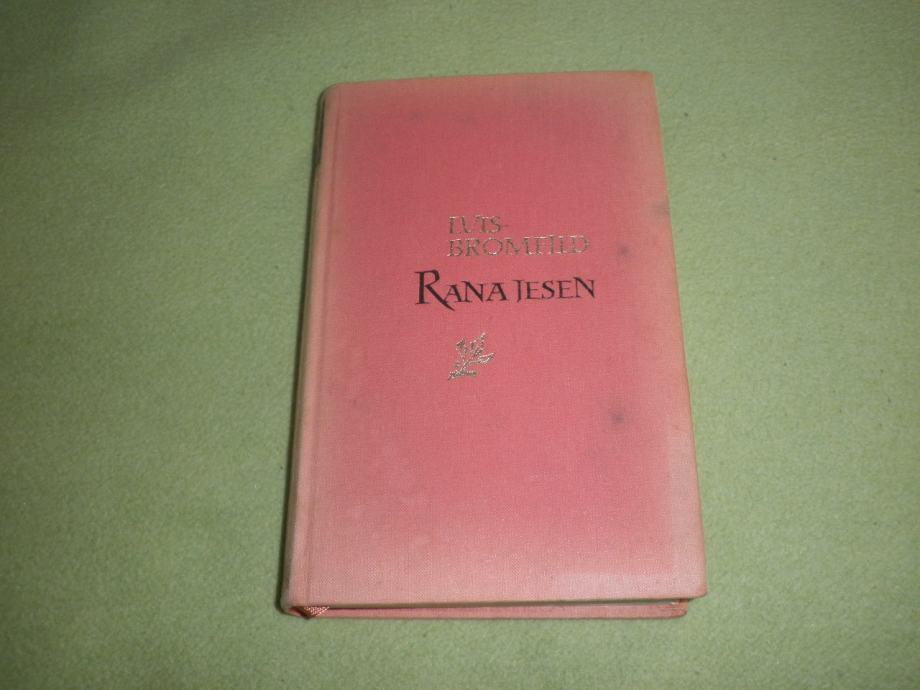 LUIS
BROMFILD
RANA JESEN